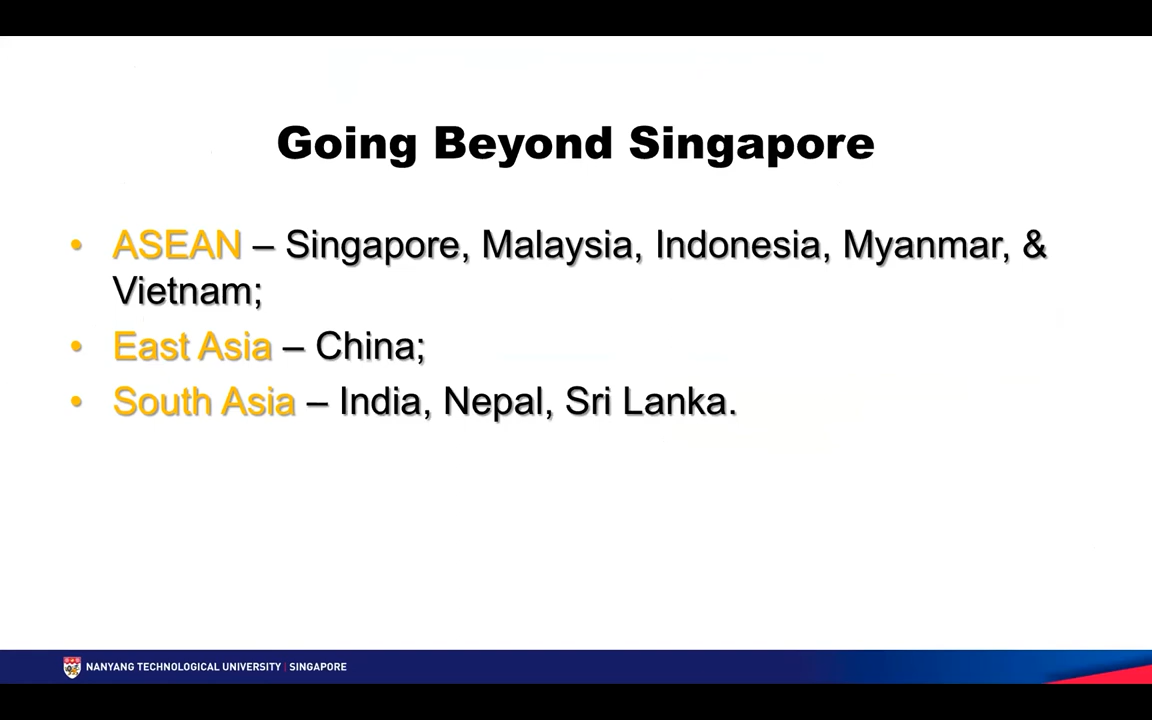 Going Beyond Singapore
• ASEAN – Singapore, Malaysia, Indonesia, Myanmar, &
Vietnam;
• East Asia – China;
• South Asia – India, Nepal, Sri Lanka.
NANYANG TECHNOLOGICAL UNIVERSITY | SINGAPORE